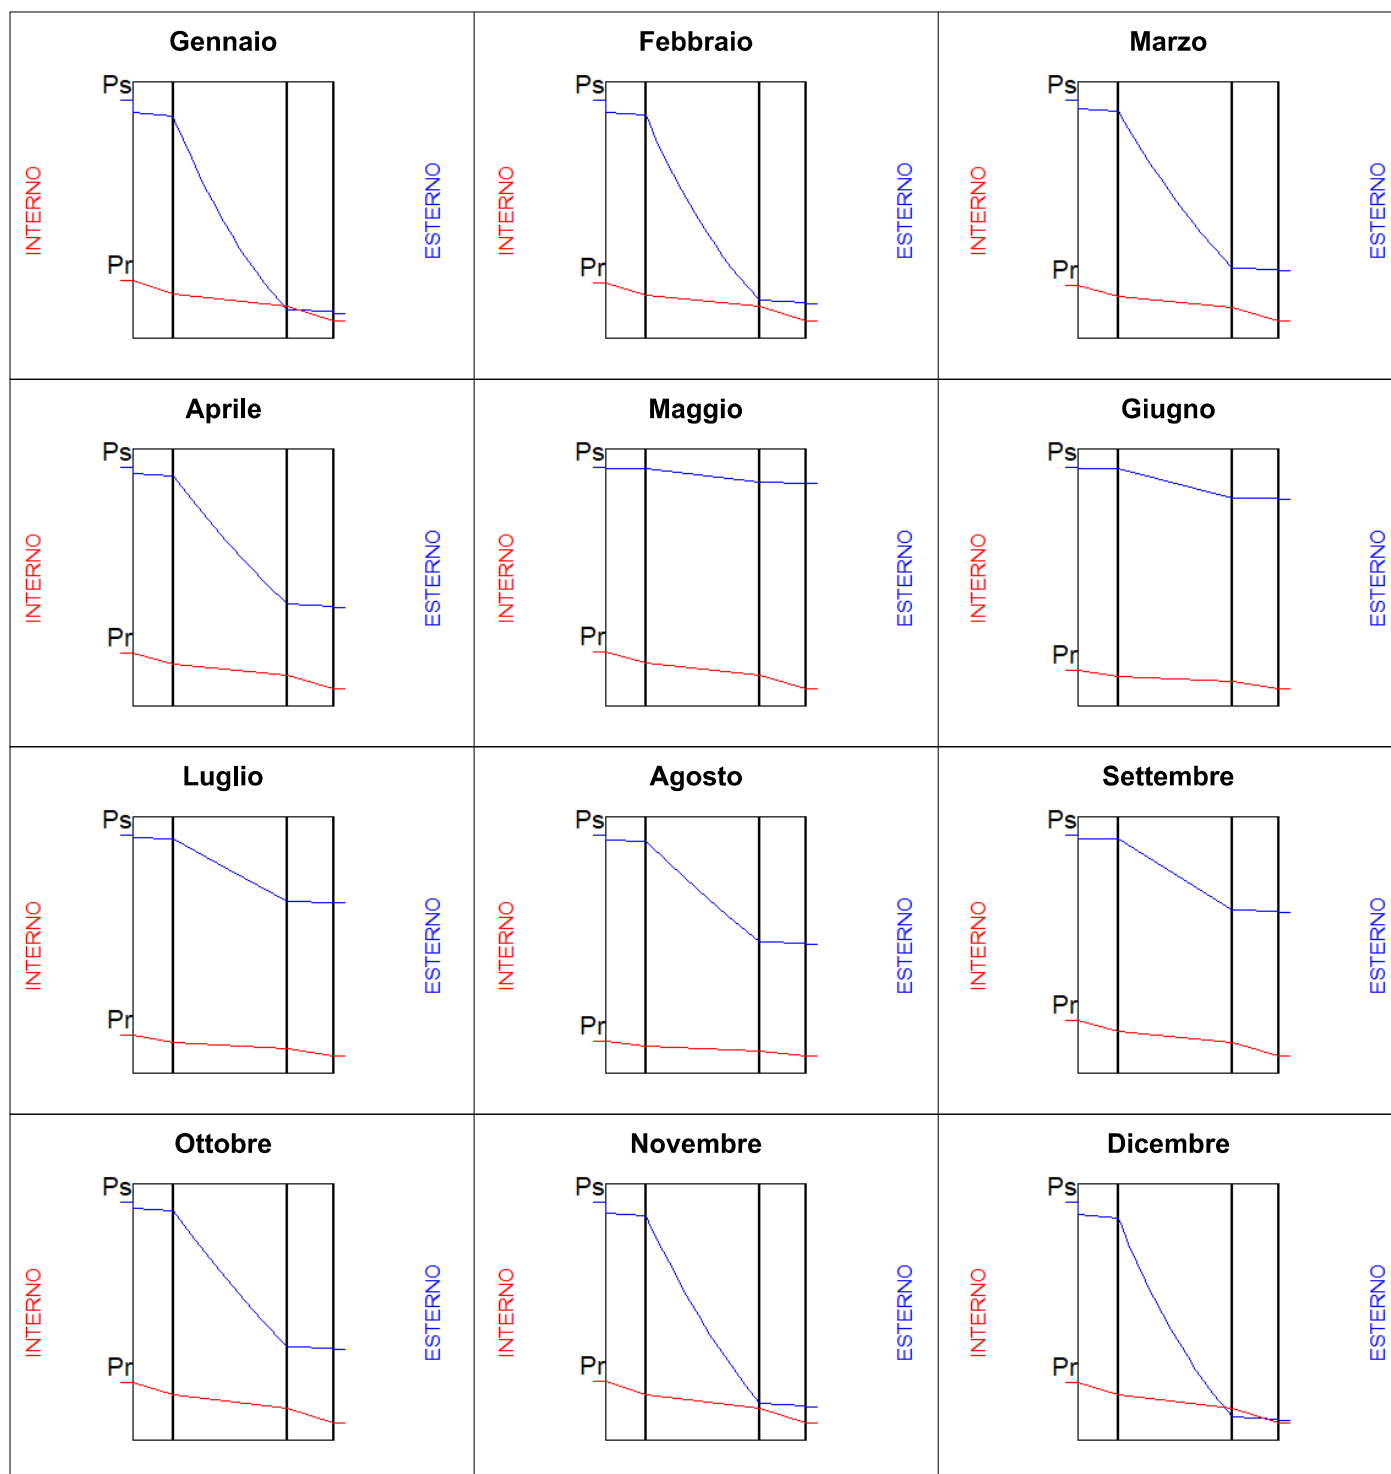 Gennaio
Ps
Pr
INTERNO
ESTERNO
Febbraio
Ps
Pr
INTERNO
ESTERNO
Marzo
Ps
Pr
INTERNO
ESTERNO
Aprile
Ps
Pr
INTERNO
ESTERNO
Maggio
Ps
Pr
INTERNO
ESTERNO
Giugno
Ps
Pr
INTERNO
ESTERNO
Luglio
Ps
Pr
INTERNO
ESTERNO
Agosto
Ps
Pr
INTERNO
ESTERNO
Settembre
Ps
Pr
INTERNO
ESTERNO
Ottobre
Ps
Pr
INTERNO
ESTERNO
Novembre
Ps
Pr
INTERNO
ESTERNO
Dicembre
Ps
Pr
INTERNO
ESTERNO